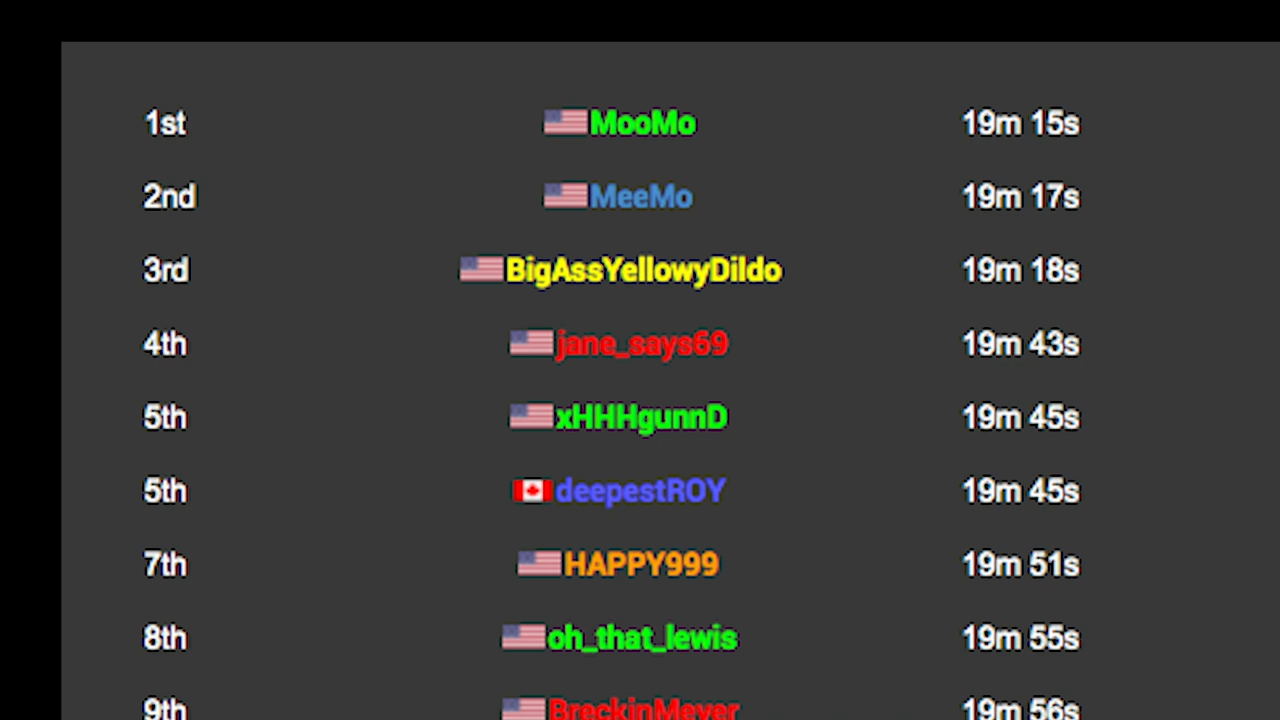 1st MooMo 19m 15s
2nd MeeMo 19m 17s
3rd BigAssYellowyDildo 19m 18s
4th jane_says69 19m 43s
5th xHHHgunnD 19m 45s
5th deepestROY 19m 45s
7th HAPPY999 19m 51s
8th oh_that_lewis 19m 55s
9th BreckinMeyer 19m 56s